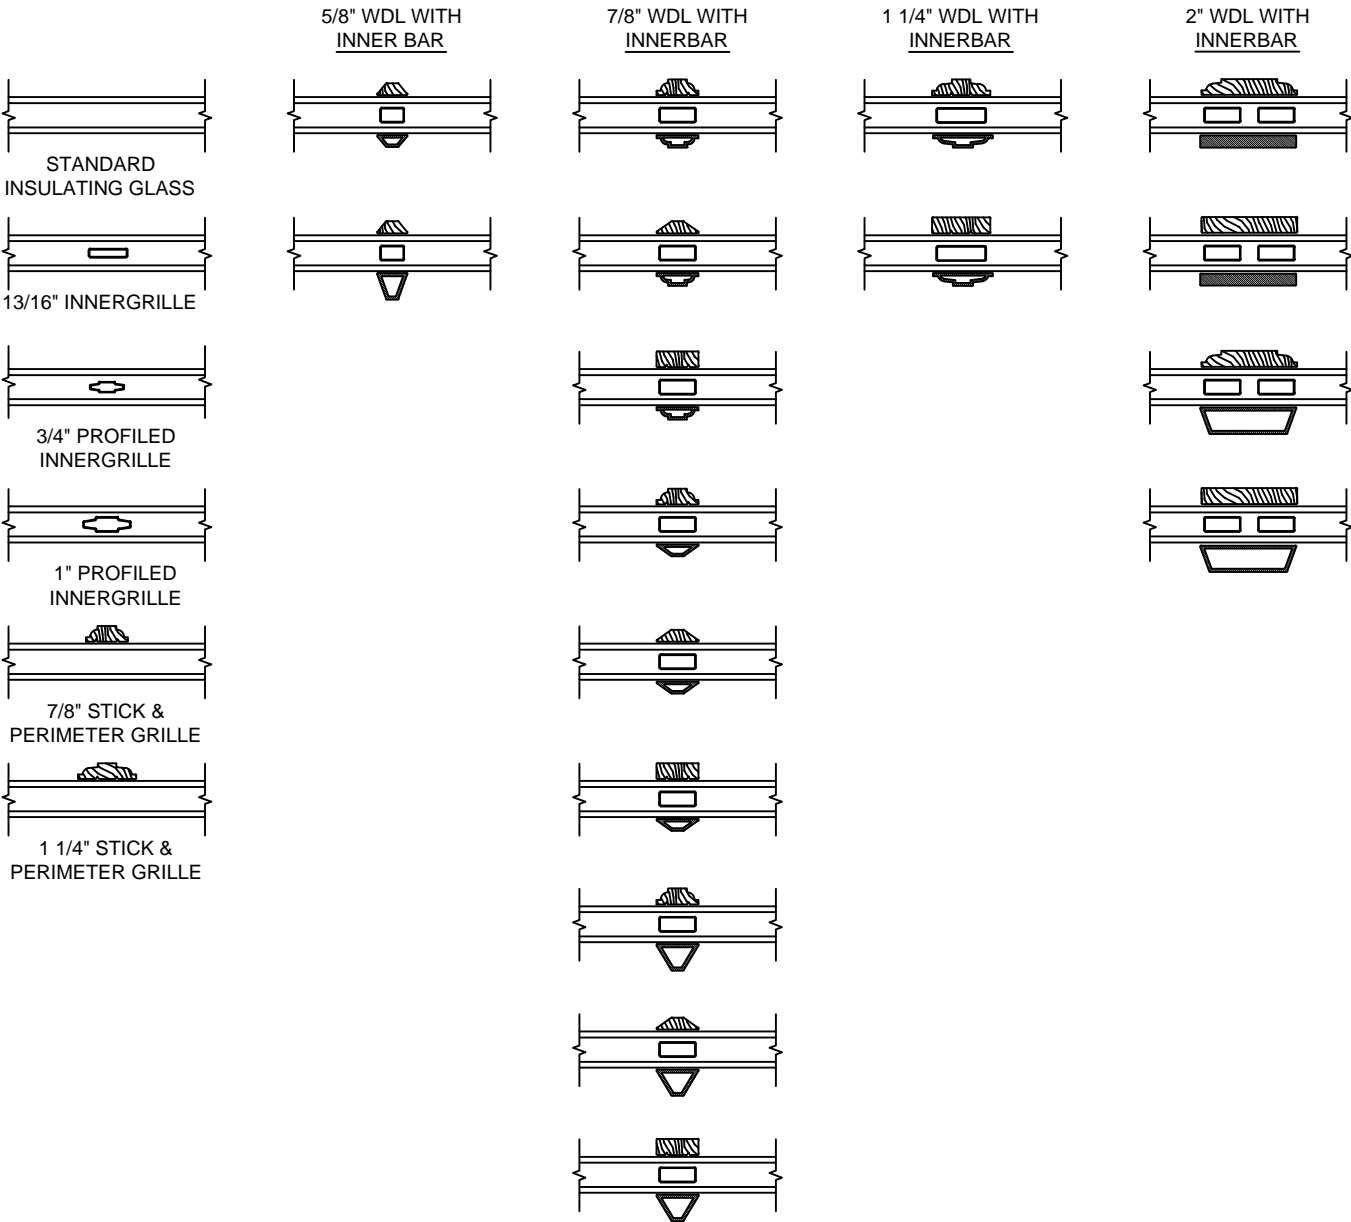 5/8" WDL WITH
INNER BAR
7/8" WDL WITH
INNERBAR
1 1/4" WDL WITH
INNERBAR
2" WDL WITH
INNERBAR
STANDARD
INSULATING GLASS
13/16" INNERGRILLE
3/4" PROFILED
INNERGRILLE
1" PROFILED
INNERGRILLE
7/8" STICK &
PERIMETER GRILLE
1 1/4" STICK &
PERIMETER GRILLE